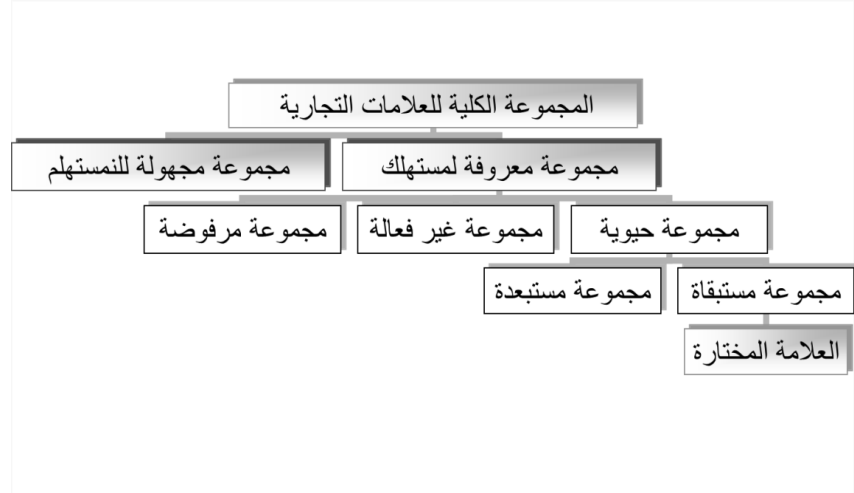 المجموعة الكلية للعلامات التجارية
مجموعة معروفة لمستهلك
مجموعة مجهولة للنمستهلم
مجموعة حيوية
مجموعة غير فعالة
مجموعة مرفوضة
مجموعة مستبقاة
مجموعة مستبعدة
العلامة المختارة